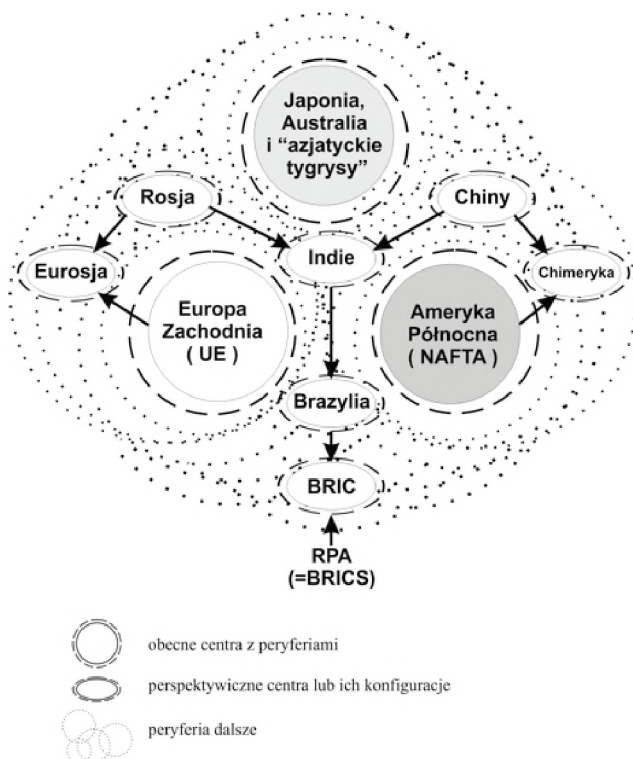 Japonia,
Australia
i “azjatyckie
tygrysy”
Rosja
Chiny
Indie
Eurosja
Chimeryka
Europa
Zachodnia
( UE )
Ameryka
Północna
( NAFTA )
Brazylia
BRIC
RPA
(=BRICS)
obecne centra z peryferiami
perspektywiczne centra lub ich konfiguracje
peryferia dalsze